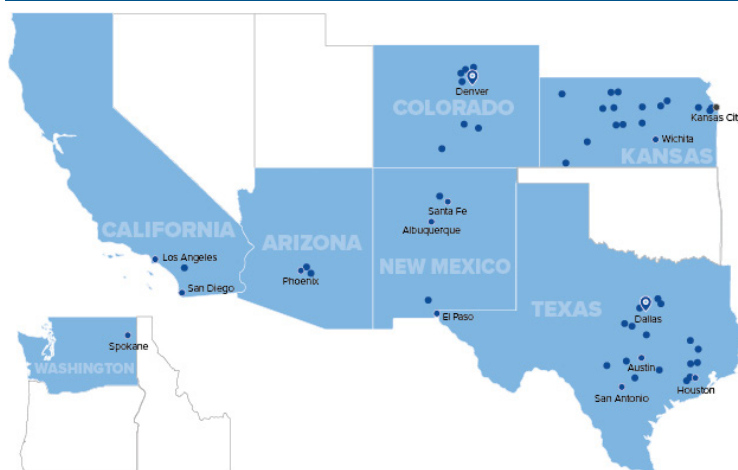 Denver
COLORADO
Kansas Cit
Wichita
KANSAS
CALIFORNIA
Los Angeles
San Diego
ARIZONA
Phoenix
Santa Fe
Albuquerque
NEW MEXICO
El Paso
TEXAS
Dallas
Austin
Houston
San Antonio
Spokane
WASHINGTON